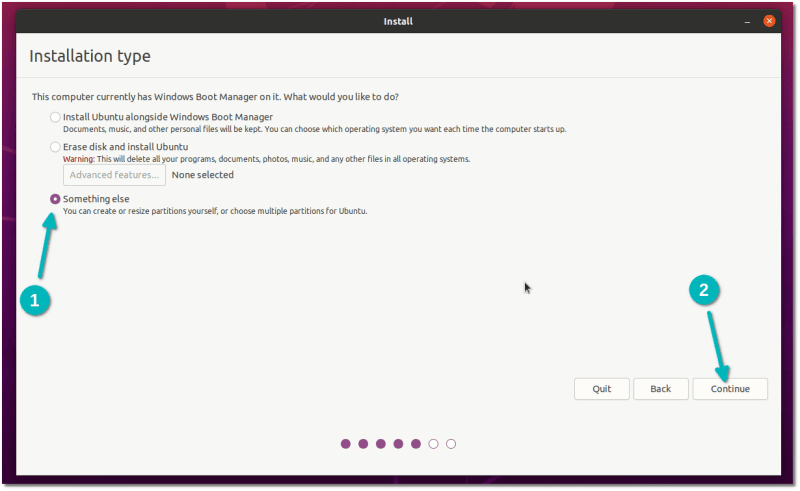 Install
Installation type
This computer currently has Windows Boot Manager on it. What would you like to do?
Install Ubuntu alongside Windows Boot Manager
Documents, music, and other personal files will be kept. You can choose which operating system you want each time the computer starts up.
Erase disk and install Ubuntu
Warning: This will delete all your programs, documents, photos, music, and any other files in all operating systems.
Advanced features... None selected
Something else
You can create or resize partitions yourself, or choose multiple partitions for Ubuntu.
1
2
Quit Back Continue